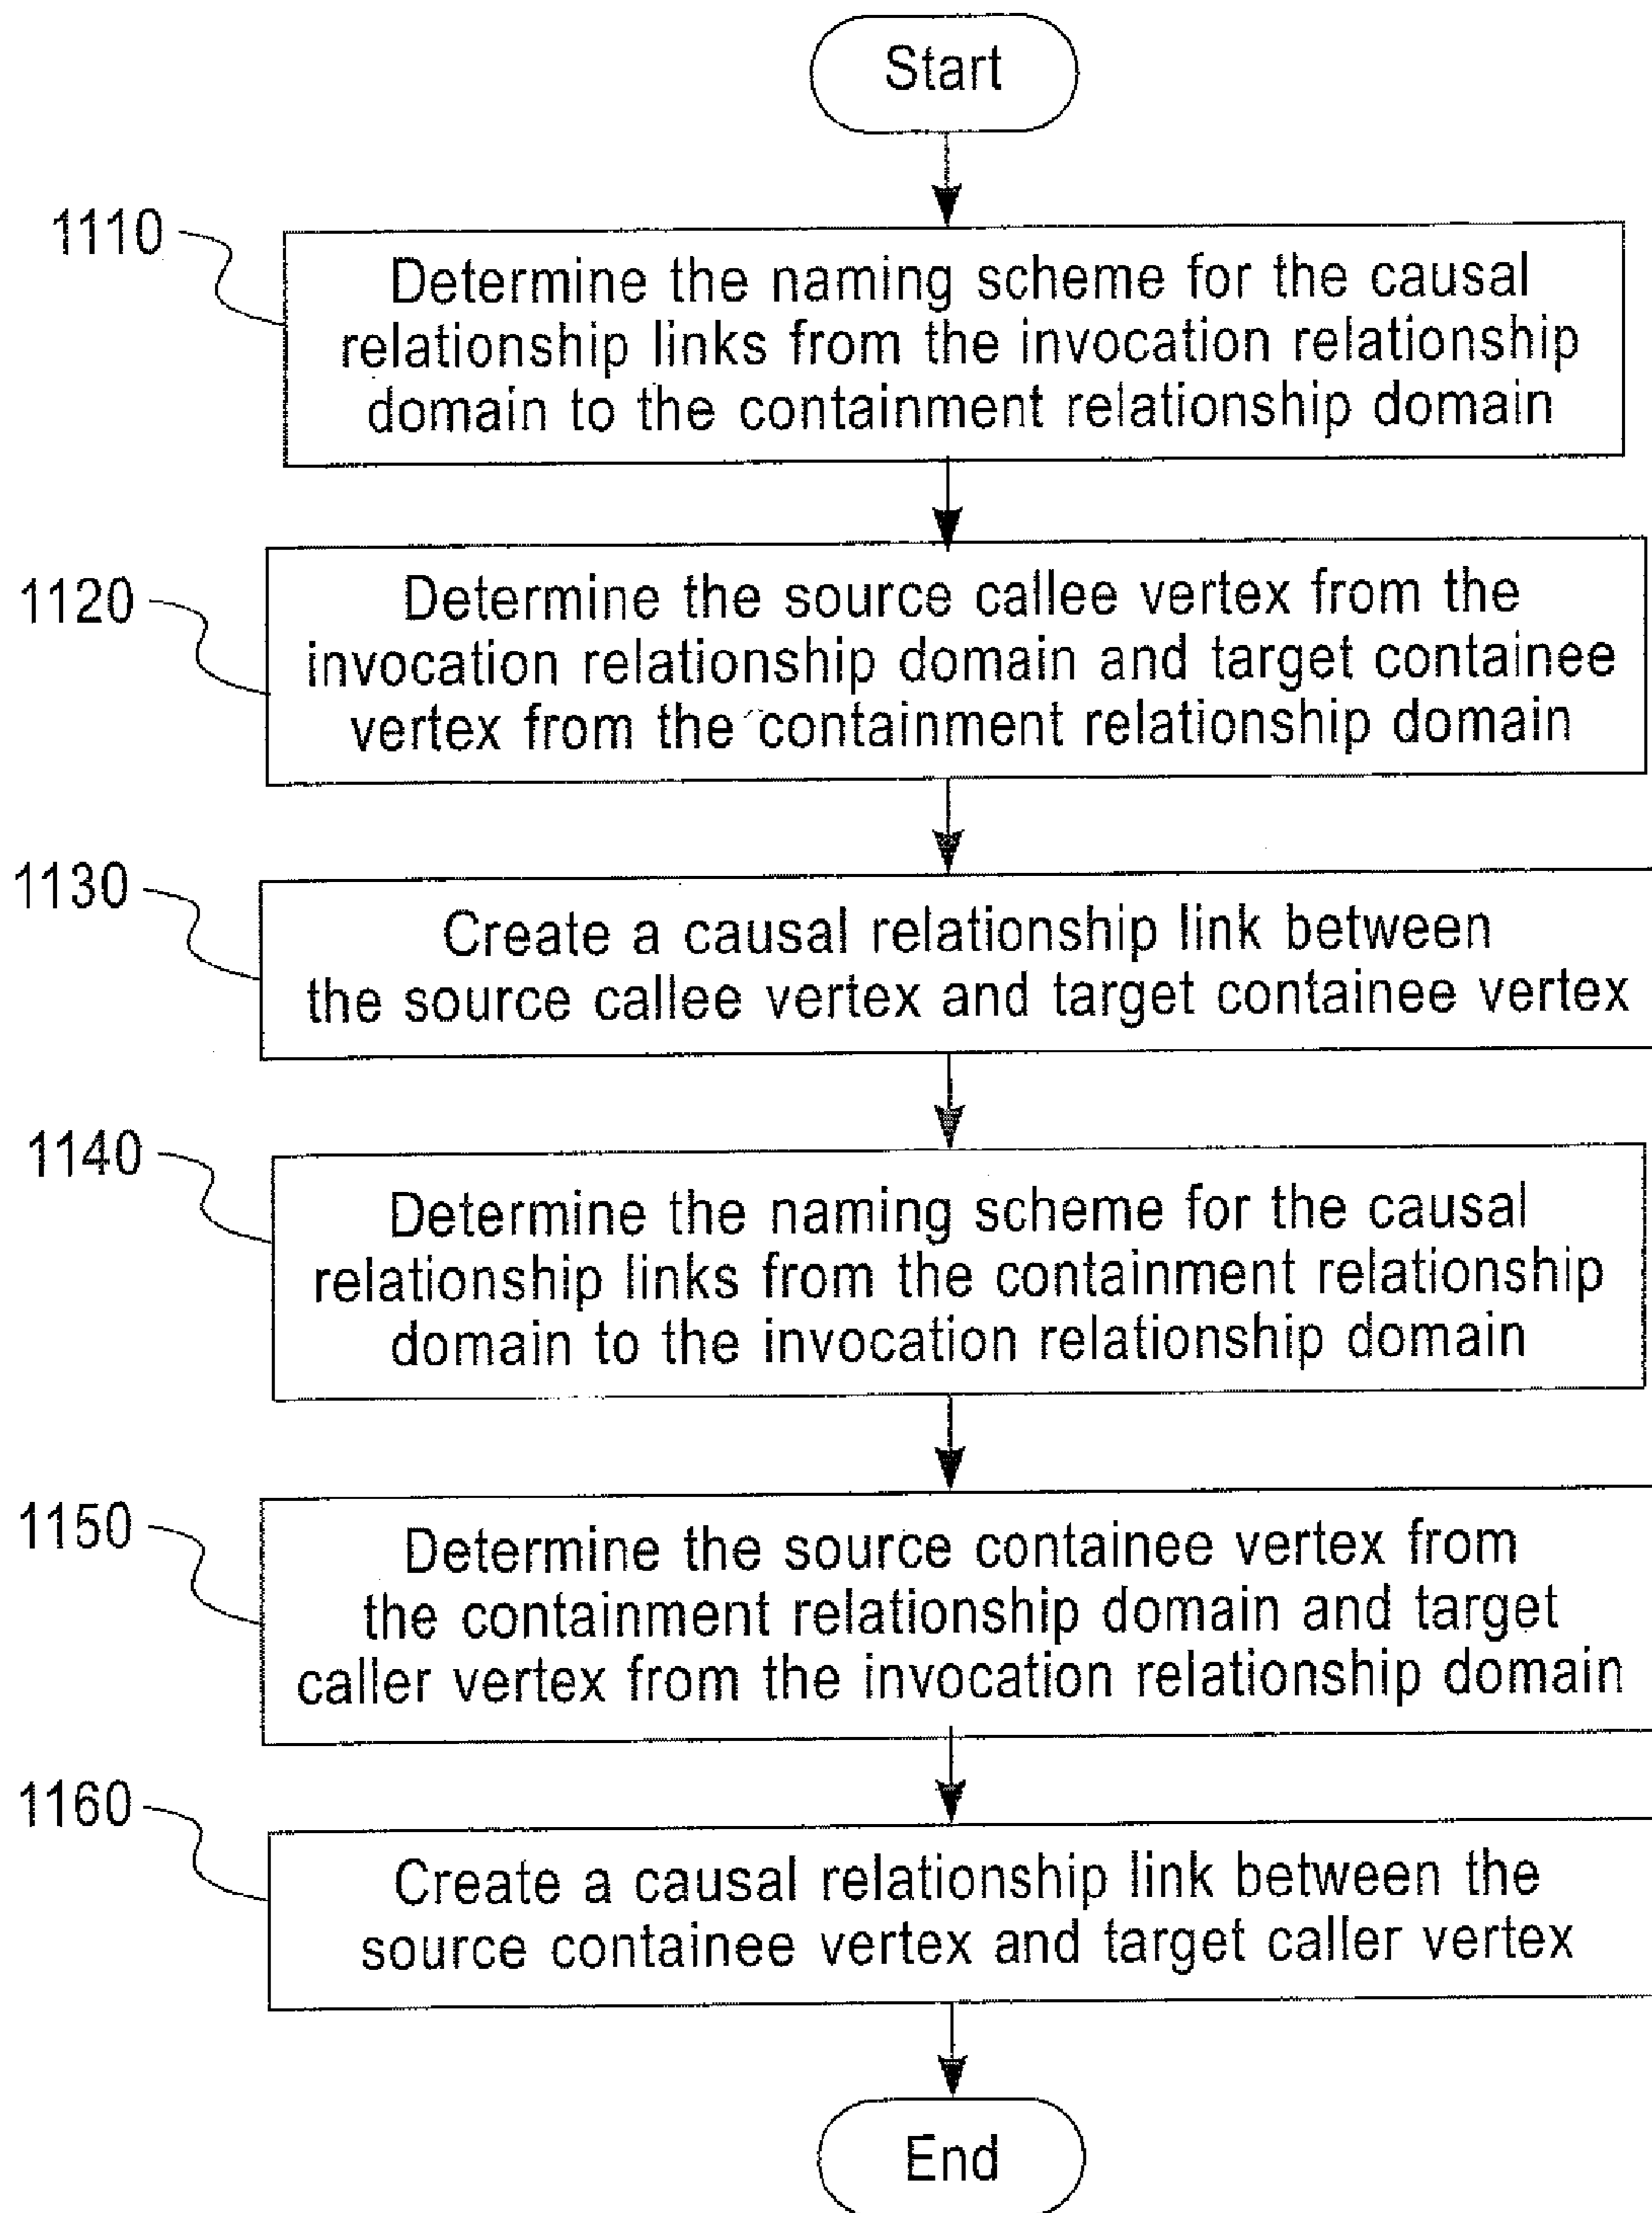 Start
1110
Determine the naming scheme for the causal
relationship links from the invocation relationship
domain to the containment relationship domain
1120
Determine the source callee vertex from the
invocation relationship domain and target containee
vertex from the containment relationship domain
1130
Create a causal relationship link between
the source callee vertex and target containee vertex
1140
Determine the naming scheme for the causal
relationship links from the containment relationship
domain to the invocation relationship domain
1150
Determine the source containee vertex from
the containment relationship domain and target
caller vertex from the invocation relationship domain
1160
Create a causal relationship link between the
source containee vertex and target caller vertex
End